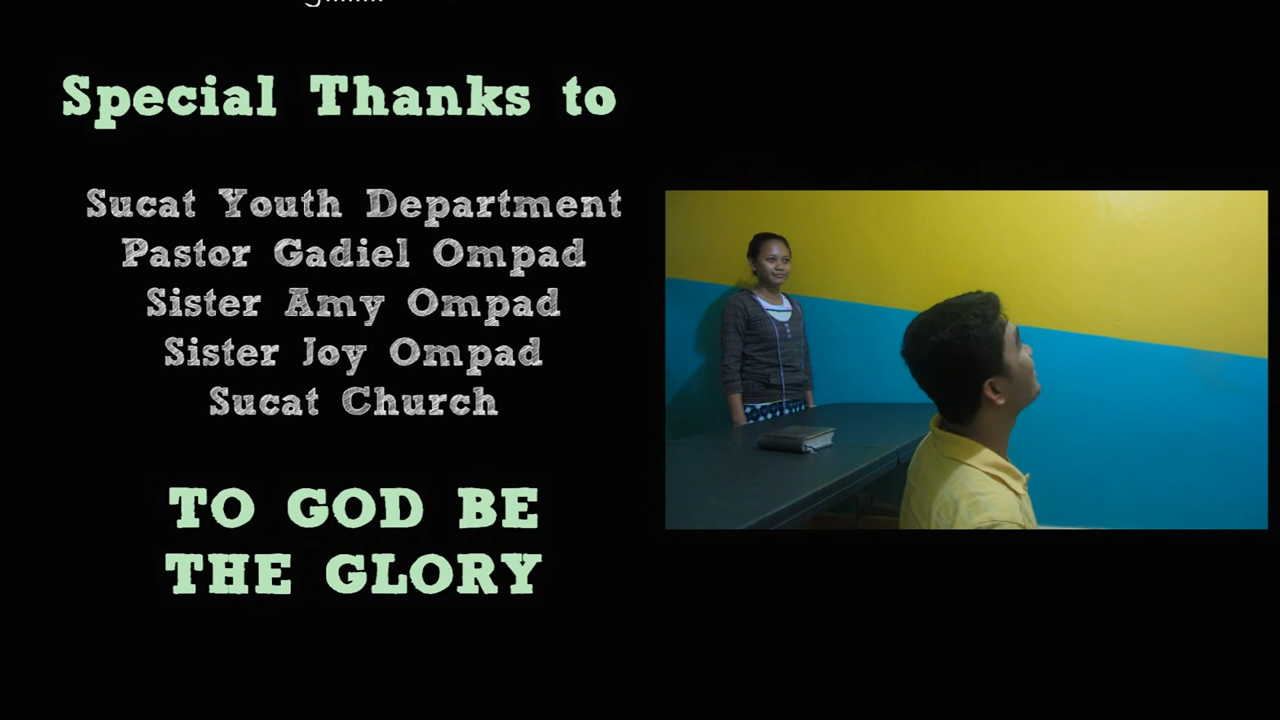 Special Thanks to
Sucat Youth Department
Pastor Gadiel Ompad
Sister Amy Ompad
Sister Joy Ompad
Sucat Church
TO GOD BE
THE GLORY